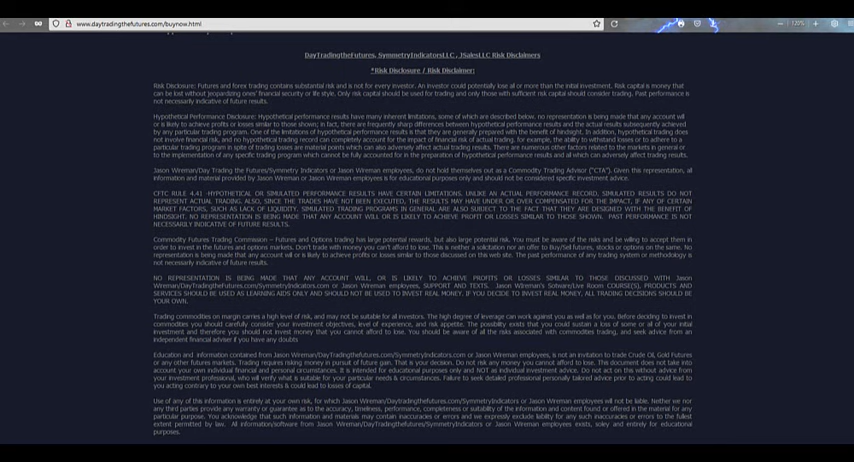 www.daytradingthefutures.com/buynow.html
120%
DayTradingtheFutures, SymmetryIndicatorsLLC , JSalesLLC Risk Disclaimers
*Risk Disclosure / Risk Disclaimer:
Risk Disclosure: Futures and forex trading contains substantial risk and is not for every investor. An investor could potentially lose all or more than the initial investment. Risk capital is money that
can be lost without jeopardizing ones' financial security or life style. Only risk capital should be used for trading and only those with sufficient risk capital should consider trading. Past performance is
not necessarily indicative of future results.
Hypothetical Performance Disclosure: Hypothetical performance results have many inherent limitations, some of which are described below. no representation is being made that any account will
or is likely to achieve profits or losses similar to those shown; in fact, there are frequently sharp differences between hypothetical performance results and the actual results subsequently achieved
by any particular trading program. One of the limitations of hypothetical performance results is that they are generally prepared with the benefit of hindsight. In addition, hypothetical trading does
not involve financial risk, and no hypothetical trading record can completely account for the impact of financial risk of actual trading. for example, the ability to withstand losses or to adhere to a
particular trading program in spite of trading losses are material points which can also adversely affect actual trading results. There are numerous other factors related to the markets in general or
to the implementation of any specific trading program which cannot be fully accounted for in the preparation of hypothetical performance results and all which can adversely affect trading results.
Jason Wireman/Day Trading the Futures/Symmetry Indicators or Jason Wireman employees, do not hold themselves out as a Commodity Trading Advisor ("CTA"). Given this representation, all
information and material provided by Jason Wireman or Jason Wireman employees is for educational purposes only and should not be considered specific investment advice.
CFTC RULE 4.41 -HYPOTHETICAL OR SIMULATED PERFORMANCE RESULTS HAVE CERTAIN LIMITATIONS. UNLIKE AN ACTUAL PERFORMANCE RECORD, SIMULATED RESULTS DO NOT
REPRESENT ACTUAL TRADING. ALSO, SINCE THE TRADES HAVE NOT BEEN EXECUTED, THE RESULTS MAY HAVE UNDER OR OVER COMPENSATED FOR THE IMPACT, IF ANY, OF CERTAIN
MARKET FACTORS, SUCH AS LACK OF LIQUIDITY. SIMULATED TRADING PROGRAMS IN GENERAL ARE ALSO SUBJECT TO THE FACT THAT THEY ARE DESIGNED WITH THE BENEFIT OF
HINDSIGHT. NO REPRESENTATION IS BEING MADE THAT ANY ACCOUNT WILL OR IS LIKELY TO ACHIEVE PROFIT OR LOSSES SIMILAR TO THOSE SHOWN. PAST PERFORMANCE IS NOT
NECESSARILY INDICATIVE OF FUTURE RESULTS.
Commodity Futures Trading Commission – Futures and Options trading has large potential rewards, but also large potential risk. You must be aware of the risks and be willing to accept them in
order to invest in the futures and options markets. Don't trade with money you can't afford to lose. This is neither a solicitation nor an offer to Buy/Sell futures, stocks or options on the same. No
representation is being made that any account will or is likely to achieve profits or losses similar to those discussed on this web site. The past performance of any trading system or methodology is
not necessarily indicative of future results.
NO REPRESENTATION IS BEING MADE THAT ANY ACCOUNT WILL, OR IS LIKELY TO ACHIEVE PROFITS OR LOSSES SIMILAR TO THOSE DISCUSSED WITH Jason
Wireman/DayTradingthefutures.com/SymmetryIndicators.com or Jason Wireman employees, SUPPORT AND TEXTS. Jason Wireman's Sotware/Live Room COURSE(S), PRODUCTS AND
SERVICES SHOULD BE USED AS LEARNING AIDS ONLY AND SHOULD NOT BE USED TO INVEST REAL MONEY. IF YOU DECIDE TO INVEST REAL MONEY, ALL TRADING DECISIONS SHOULD BE
YOUR OWN.
Trading commodities on margin carries a high level of risk, and may not be suitable for all investors. The high degree of leverage can work against you as well as for you. Before deciding to invest in
commodities you should carefully consider your investment objectives, level of experience, and risk appetite. The possibility exists that you could sustain a loss of some or all of your initial
investment and therefore you should not invest money that you cannot afford to lose. You should be aware of all the risks associated with commodities trading, and seek advice from an
independent financial adviser if you have any doubts
Education and information contained from Jason Wireman/DayTradingthefutures.com/SymmetryIndicators.com or Jason Wireman employees, is not an invitation to trade Crude Oil, Gold Futures
or any other futures markets. Trading requires risking money in pursuit of future gain. That is your decision. Do not risk any money you cannot afford to lose. The document does not take into
account your own individual financial and personal circumstances. It is intended for educational purposes only and NOT as individual investment advice. Do not act on this without advice from
your investment professional, who will verify what is suitable for your particular needs & circumstances. Failure to seek detailed professional personally tailored advice prior to acting could lead to
you acting contrary to your own best interests & could lead to losses of capital.
Use of any of this information is entirely at your own risk, for which Jason Wireman/Daytradingthefutures.com/SymmetryIndicators or Jason Wireman employees will not be liable. Neither we nor
any third parties provide any warranty or guarantee as to the accuracy, timeliness, performance, completeness or suitability of the information and content found or offered in the material for any
particular purpose. You acknowledge that such information and materials may contain inaccuracies or errors and we expressly exclude liability for any such inaccuracies or errors to the fullest
extent permitted by law. All information/software from Jason Wireman/DayTradingthefutures/SymmetryIndicators or Jason Wireman employees exists, soley and entirely for educational
purposes.